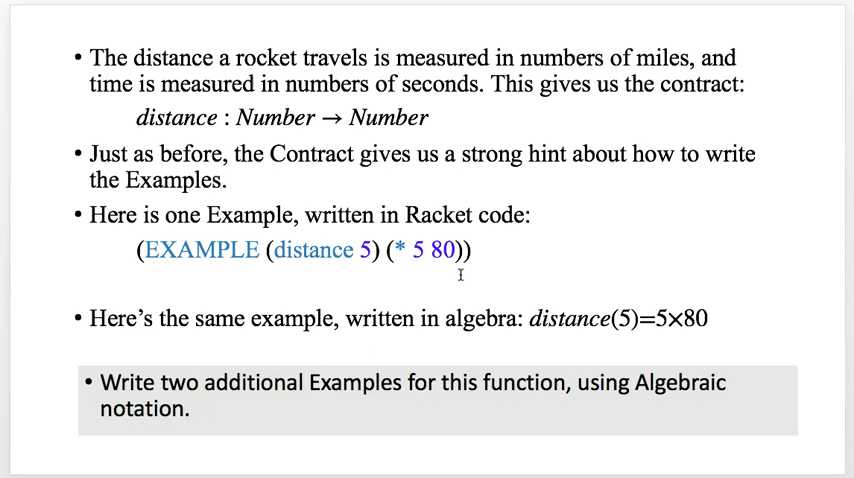 • The distance a rocket travels is measured in numbers of miles, and
time is measured in numbers of seconds. This gives us the contract:
distance : Number → Number
• Just as before, the Contract gives us a strong hint about how to write
the Examples.
• Here is one Example, written in Racket code:
(EXAMPLE (distance 5) (* 5 80))
• Here’s the same example, written in algebra: distance(5)=5×80
• Write two additional Examples for this function, using Algebraic
notation.